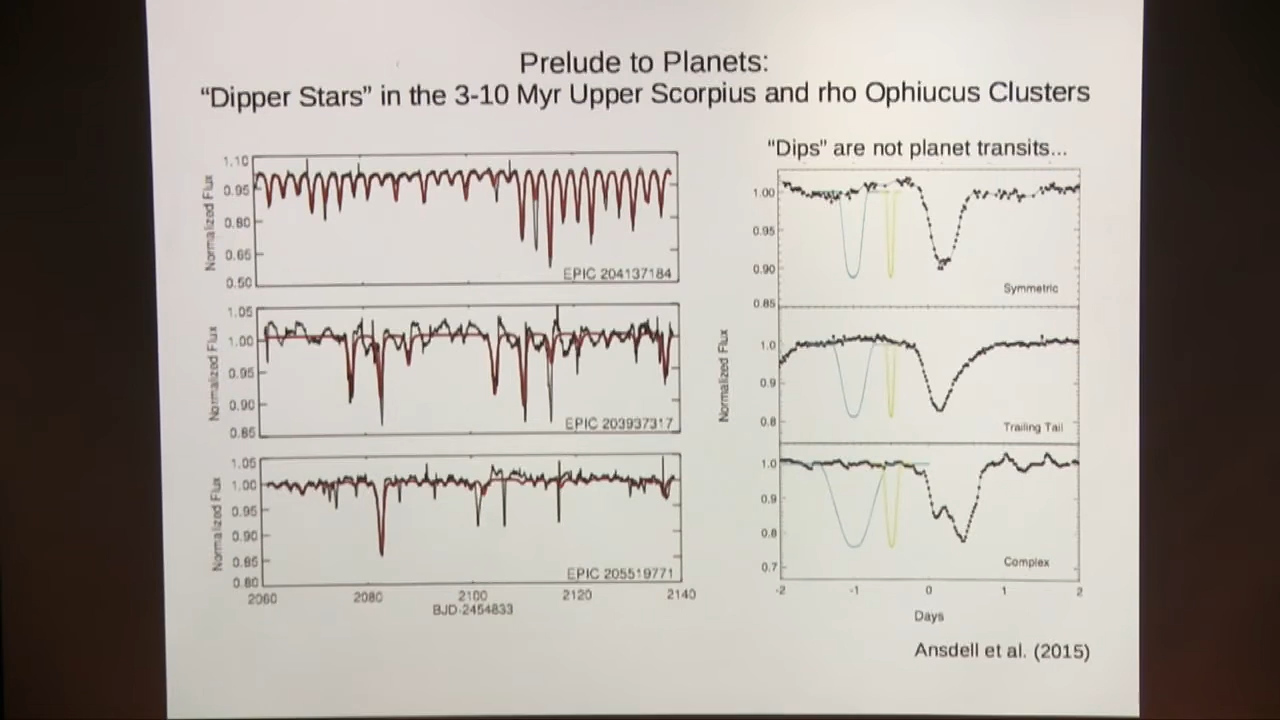 Prelude to Planets:
“Dipper Stars” in the 3-10 Myr Upper Scorpius and rho Ophiucus Clusters
Normalized Flux
1.10
0.95
0.80
0.65
0.50
EPIC 204137184
Normalized Flux
1.05
1.00
0.95
0.90
0.85
EPIC 203937317
Normalized Flux
1.05
1.00
0.95
0.90
0.85
0.80
EPIC 205519771
2060
2080
2100
2120
2140
BJD-2454833
“Dips” are not planet transits...
Normalized Flux
1.00
0.95
0.90
0.85
Symmetric
1.0
0.9
0.8
Trailing Tail
1.0
0.9
0.8
0.7
Complex
-2
-1
0
1
2
Days
Ansdell et al. (2015)